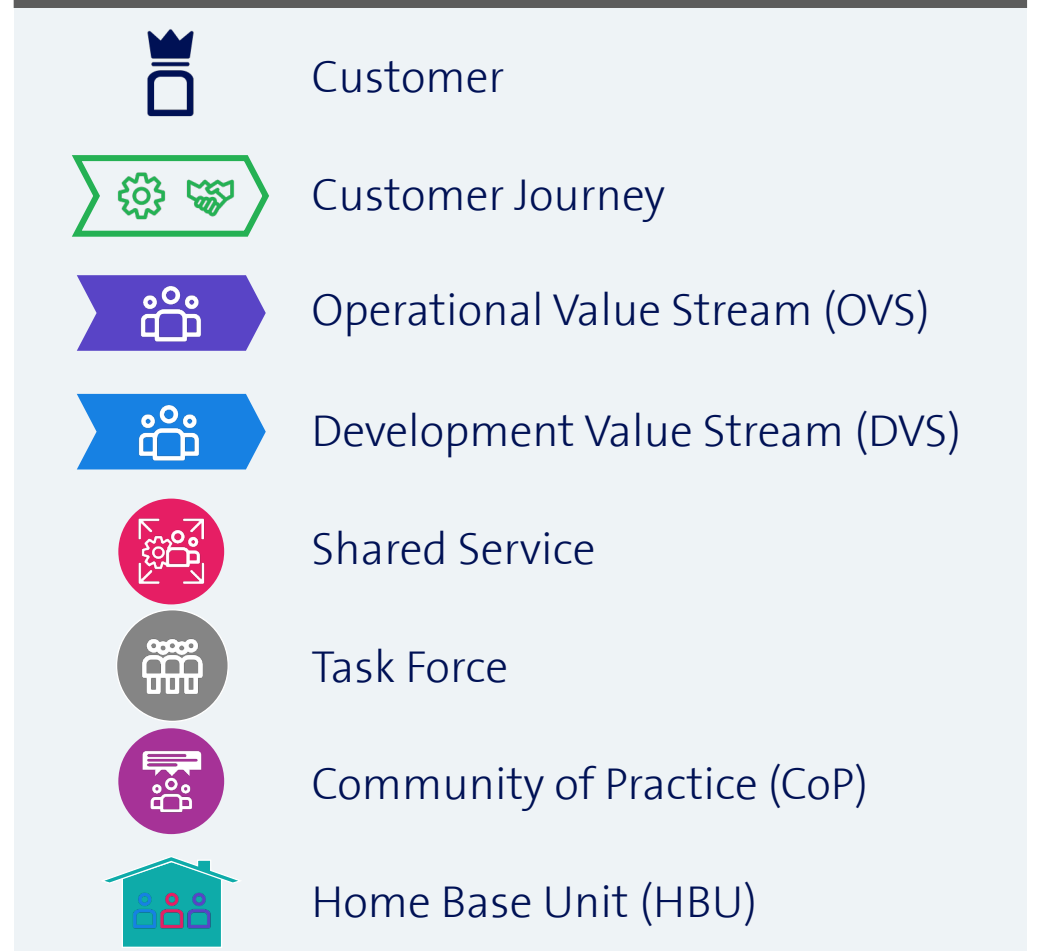 Customer
Customer Journey
Operational Value Stream (OVS)
Development Value Stream (DVS)
Shared Service
Task Force
Community of Practice (CoP)
Home Base Unit (HBU)